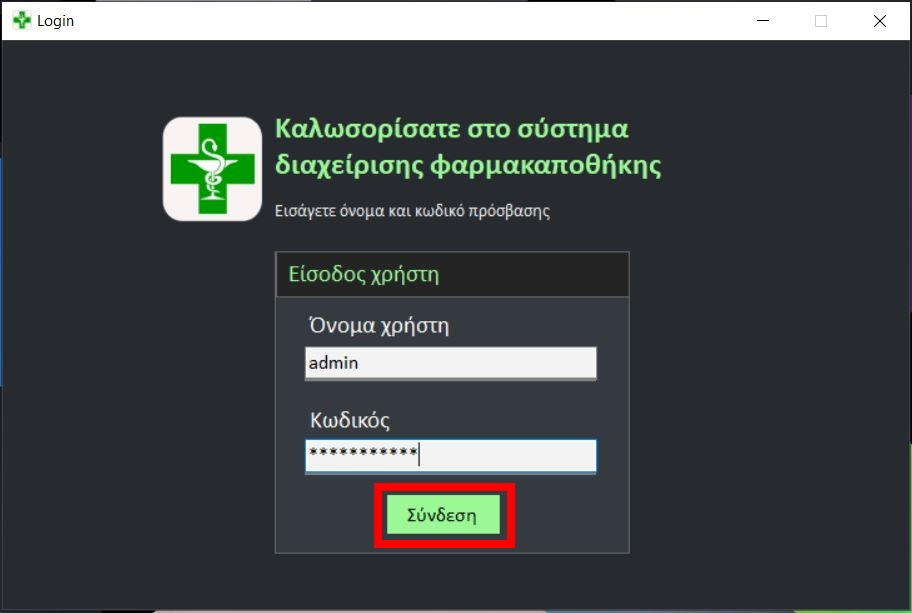 Login
Καλωσορίσατε στο σύστημα
διαχείρισης φαρμακαποθήκης
Εισάγετε όνομα και κωδικό πρόσβασης
Είσοδος χρήστη
Όνομα χρήστη
admin
Κωδικός
***********
Σύνδεση